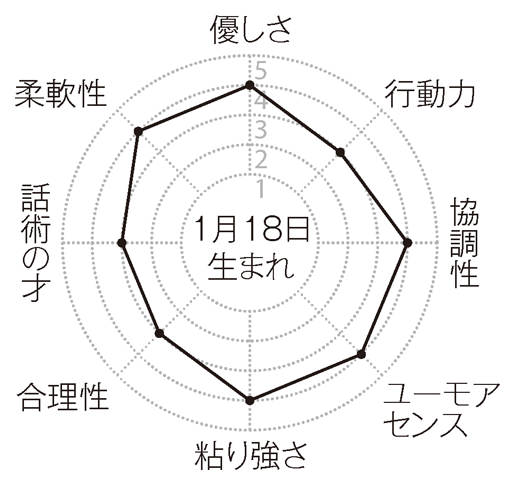 優しさ
行動力
協調性
ユーモア
センス
粘り強さ
合理性
話術の才
柔軟性
5
4
3
2
1
1月18日
生まれ